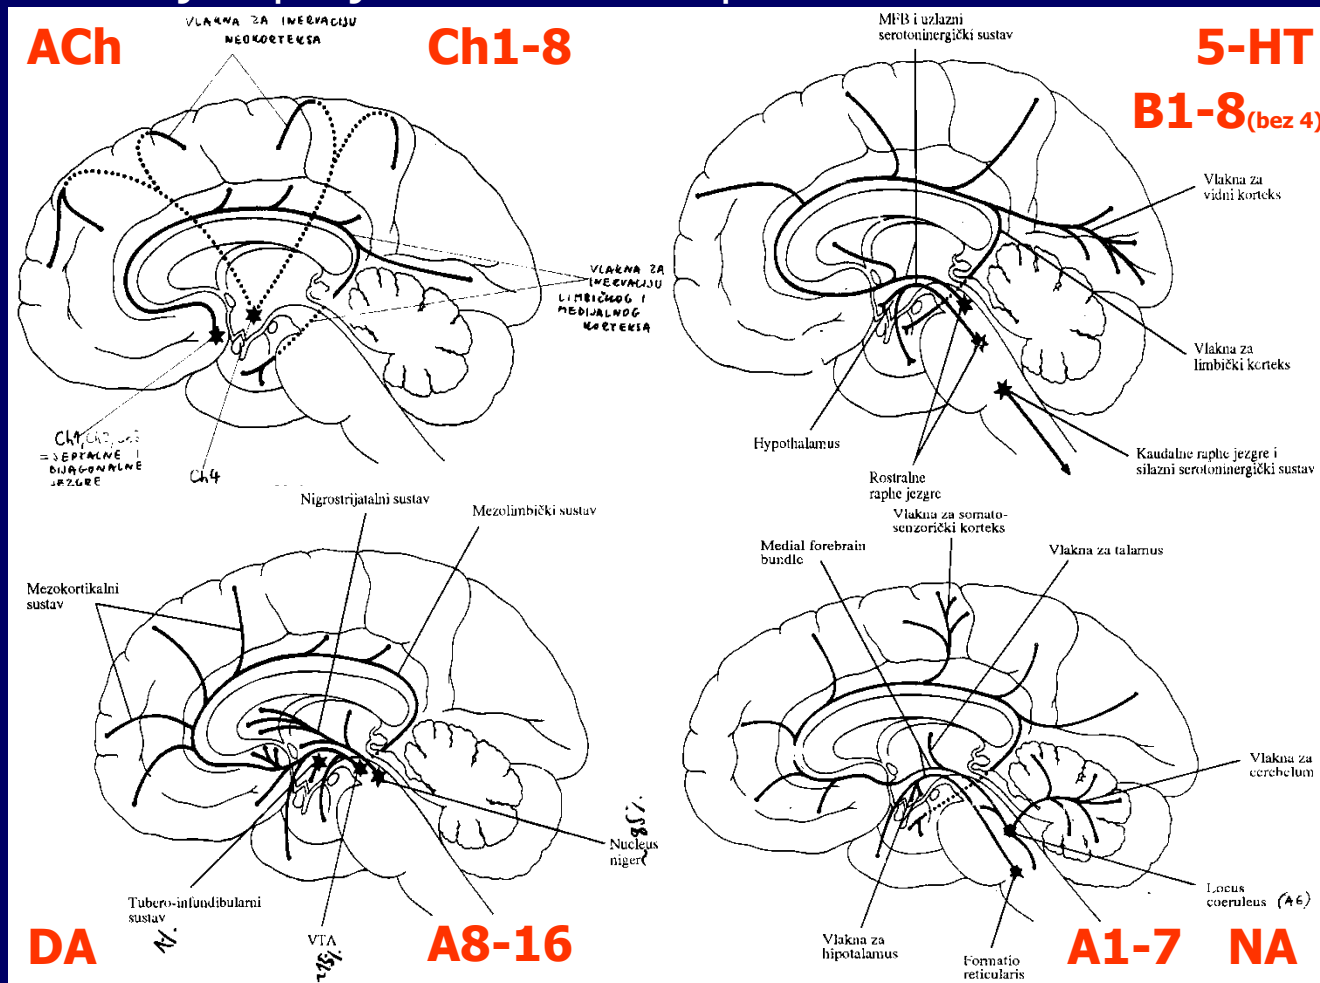 VLAKNA ZA INERVACIJU
NEOKORTEKSA
ACh
Ch1-8
VLAKNA ZA
INERVACIJU
LIMBIČKOG I
MEDIJALNOG
KORTEKSA
Ch1,
= SEPTALNE I
DIJAGONALNE
JEZGRE
Ch4
MFB i uzlazni
serotoninergički sustav
5-HT
B1-8(bez 4)
Vlakna za
vidni korteks
Vlakna za
limbički korteks
Hypothalamus
Rostralne
raphe jezgre
Kaudalne raphe jezgre i
silazni serotoninergički sustav
Nigrostrijatalni sustav
Mezolimbički sustav
Mezokortikalni
sustav
Nucleus
niger
Tubero-infundibularni
sustav
VTA
DA
A8-16
Vlakna za somato-
senzorički korteks
Medial forebrain
bundle
Vlakna za talamus
Vlakna za
cerebelum
Locus
coeruleus (A6)
Vlakna za
hipotalamus
Formatio
reticularis
A1-7
NA